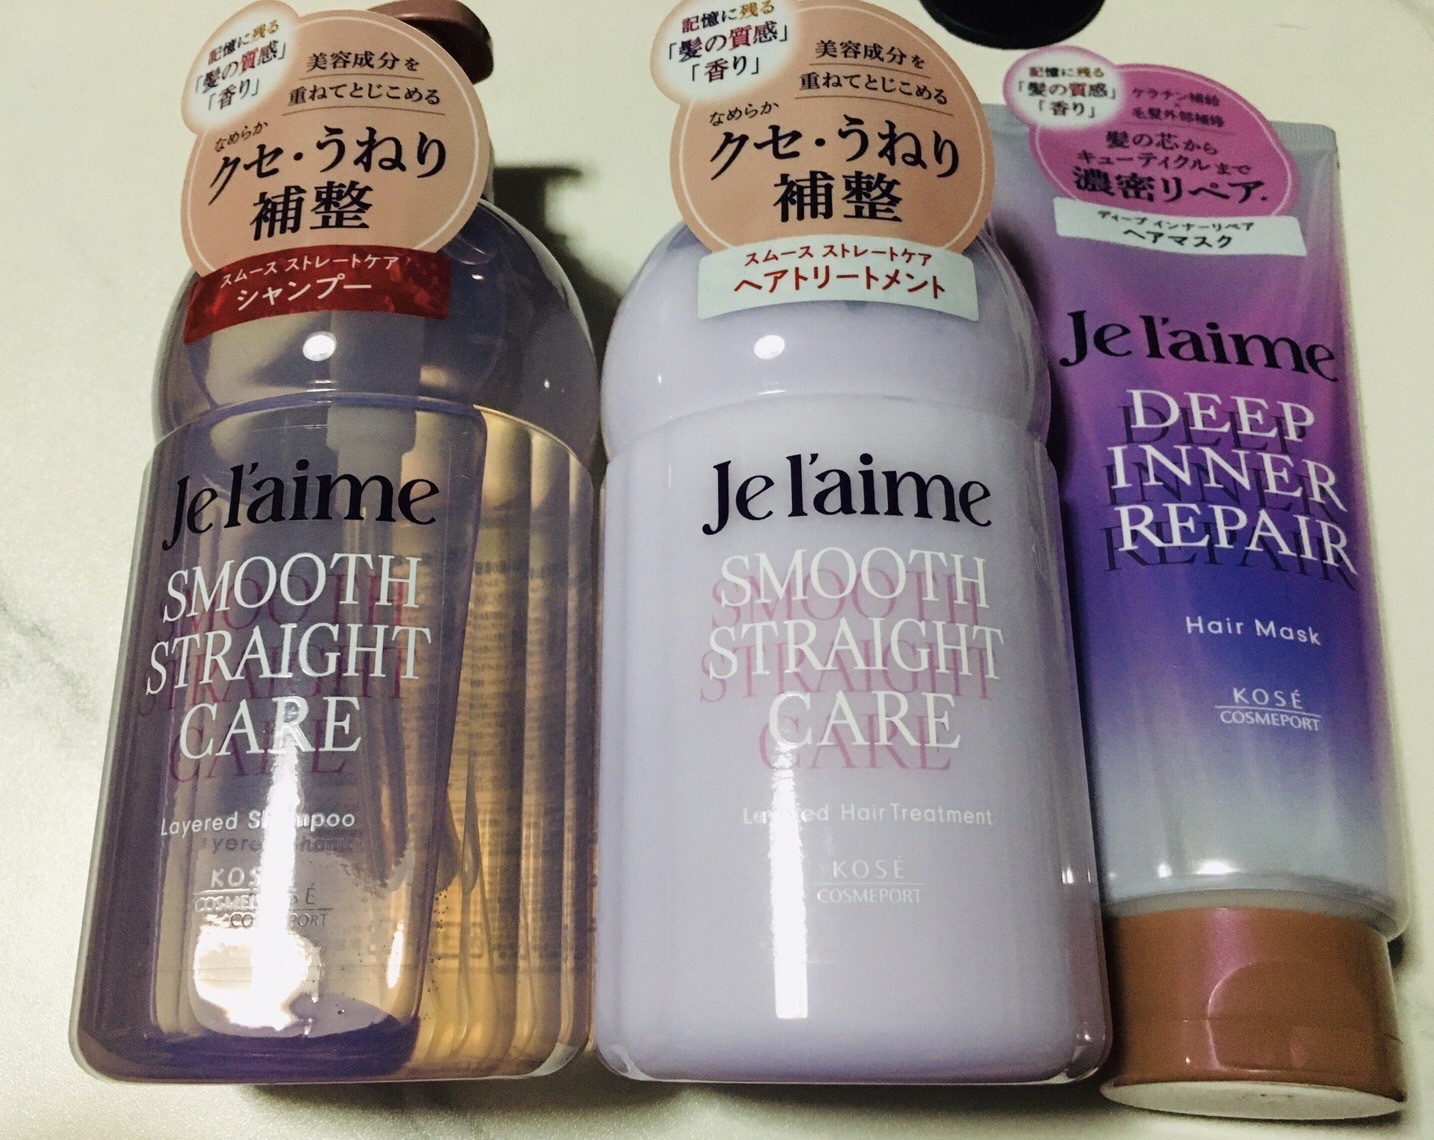 記憶に残る
「髪の質感」
「香り」
美容成分を
重ねてとじこめる
なめらか
クセ・うねり
補整
スムース ストレートケア
シャンプー
Je l'aime
SMOOTH
STRAIGHT
CARE
Layered Shampoo
KOSÉ
COSMEPORT
記憶に残る
「髪の質感」
「香り」
美容成分を
重ねてとじこめる
なめらか
クセ・うねり
補整
スムース ストレートケア
ヘアトリートメント
Je l'aime
SMOOTH
STRAIGHT
CARE
Layered Hair Treatment
KOSÉ
COSMEPORT
記憶に残る
「髪の質感」
「香り」
ケラチン補給
×
毛髪外部補修
髪の芯から
キューティクルまで
濃密リペア.
ディープ インナーリペア
ヘアマスク
Je l'aime
DEEP
INNER
REPAIR
Hair Mask
KOSÉ
COSMEPORT